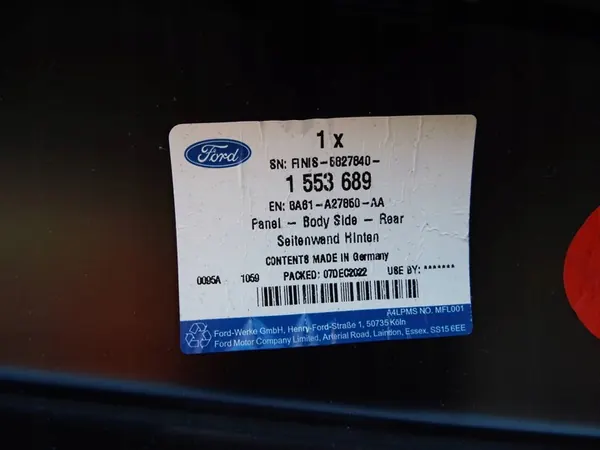 Ford
1 x
SN: FINIS-5827840-
1 553 689
EN: 8A61-A27850-AA
Panel - Body Side - Rear
Seitenwand Hinten
CONTENTS MADE IN Germany
0095A 1059 PACKED: 07DEC2022 USE BY: *******
A4LPMS NO. MFL001
Ford-Werke GmbH, Henry-Ford-Straße 1, 50735 Köln
Ford Motor Company Limited, Arterial Road, Laindon, Essex. SS15 6EE